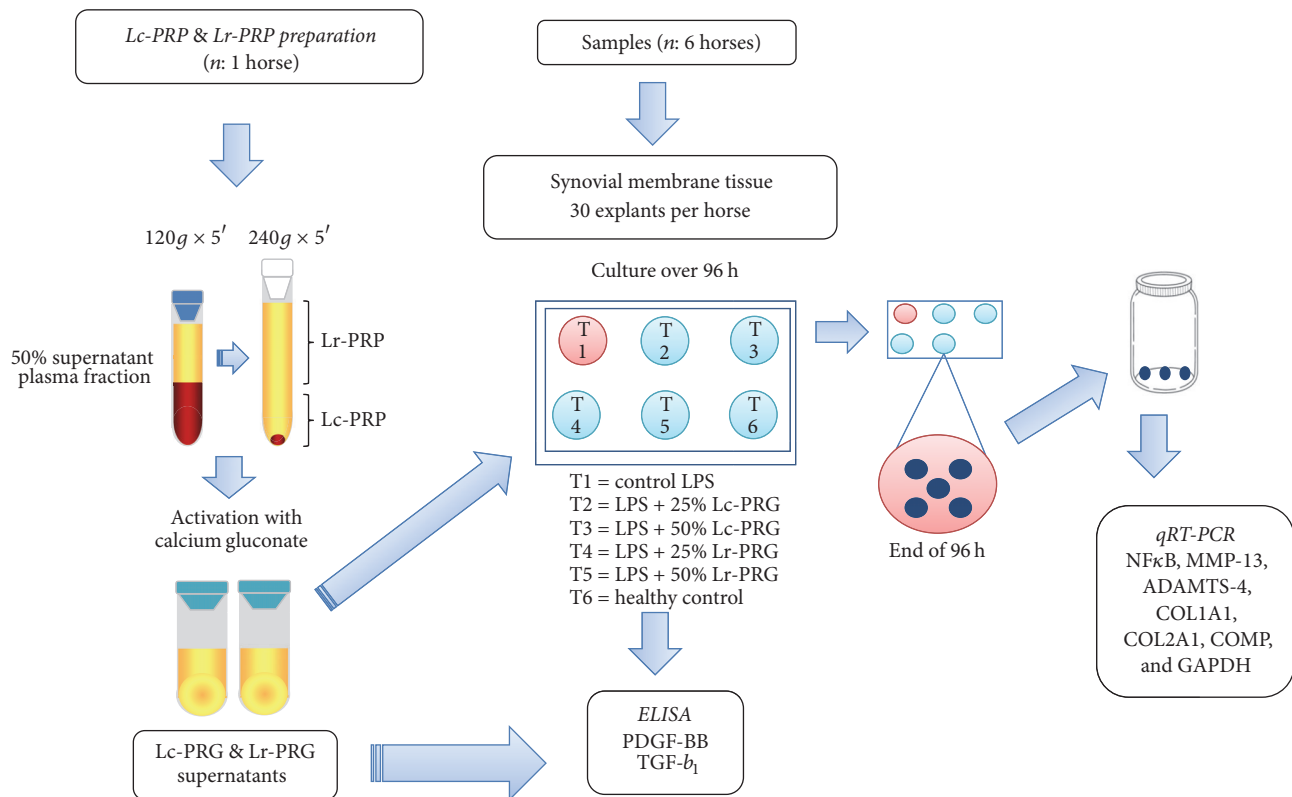 Lc-PRP & Lr-PRP preparation
(n: 1 horse)
120g × 5′
240g × 5′
50% supernatant
plasma fraction
Lr-PRP
Lc-PRP
Activation with
calcium gluconate
Lc-PRG & Lr-PRG
supernatants
Samples (n: 6 horses)
Synovial membrane tissue
30 explants per horse
Culture over 96 h
T
1
T
2
T
3
T
4
T
5
T
6
T1 = control LPS
T2 = LPS + 25% Lc-PRG
T3 = LPS + 50% Lc-PRG
T4 = LPS + 25% Lr-PRG
T5 = LPS + 50% Lr-PRG
T6 = healthy control
ELISA
PDGF-BB
TGF-b₁
End of 96 h
qRT-PCR
NFκB, MMP-13,
ADAMTS-4,
COL1A1,
COL2A1, COMP,
and GAPDH